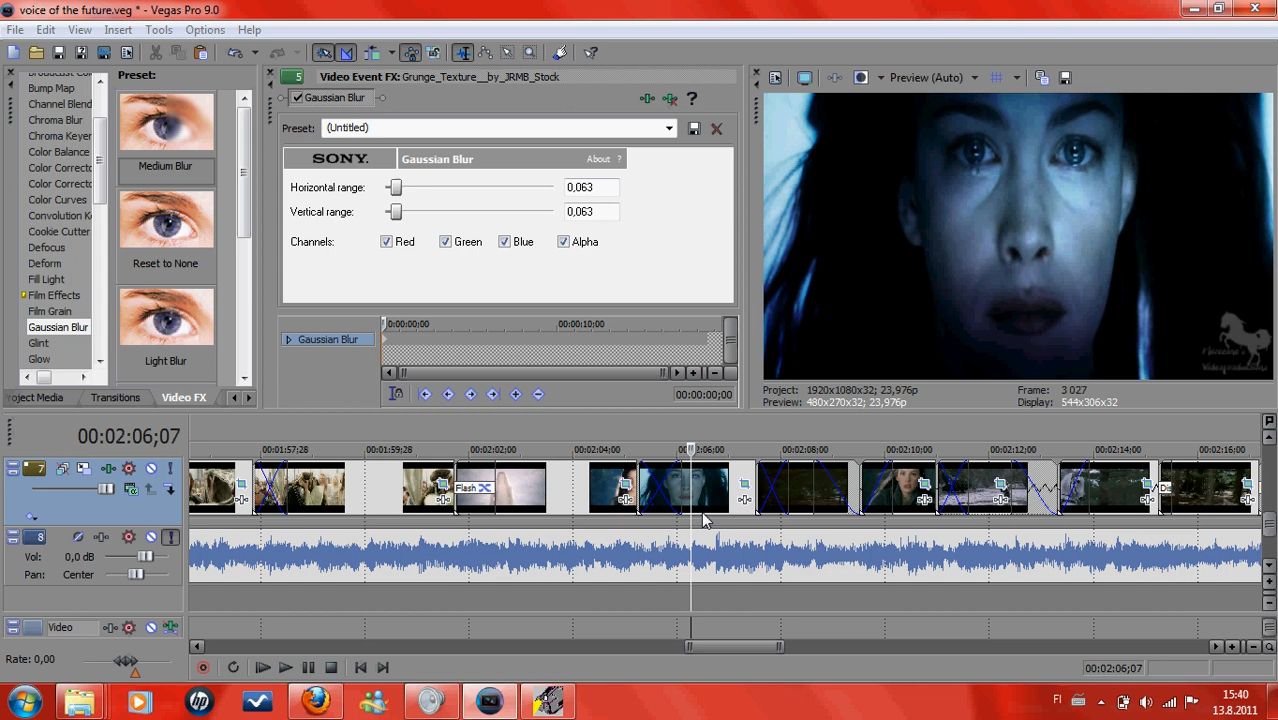 voice of the future.veg * - Vegas Pro 9.0
File Edit View Insert Tools Options Help
Bump Map
Channel Blend
Chroma Blur
Chroma Keyer
Color Balance
Color Correcto
Color Correcto
Color Curves
Convolution Ke
Cookie Cutter
Defocus
Deform
Fill Light
Film Effects
Film Grain
Gaussian Blur
Glint
Glow
Preset:
Medium Blur
Reset to None
Light Blur
Project Media Transitions Video FX
5 Video Event FX: Grunge_Texture__by_JRMB_Stock
Gaussian Blur
Preset: (Untitled)
SONY. Gaussian Blur About ?
Horizontal range: 0,063
Vertical range: 0,063
Channels: Red Green Blue Alpha
0:00:00;00 00:00:10;00
Gaussian Blur
00:00:00;00
Preview (Auto)
Project: 1920x1080x32; 23,976p Frame: 3 027
Preview: 480x270x32; 23,976p Display: 544x306x32
00:02:06;07
00:01:57;28 00:01:59;28 00:02:02;00 00:02:04;00 00:02:06;00 00:02:08;00 00:02:10;00 00:02:12;00 00:02:14;00 00:02:16;00
7
Flash
8
Vol: 0,0 dB
Pan: Center
Video
Rate: 0,00
00:02:06;07
FI
15:40
13.8.2011